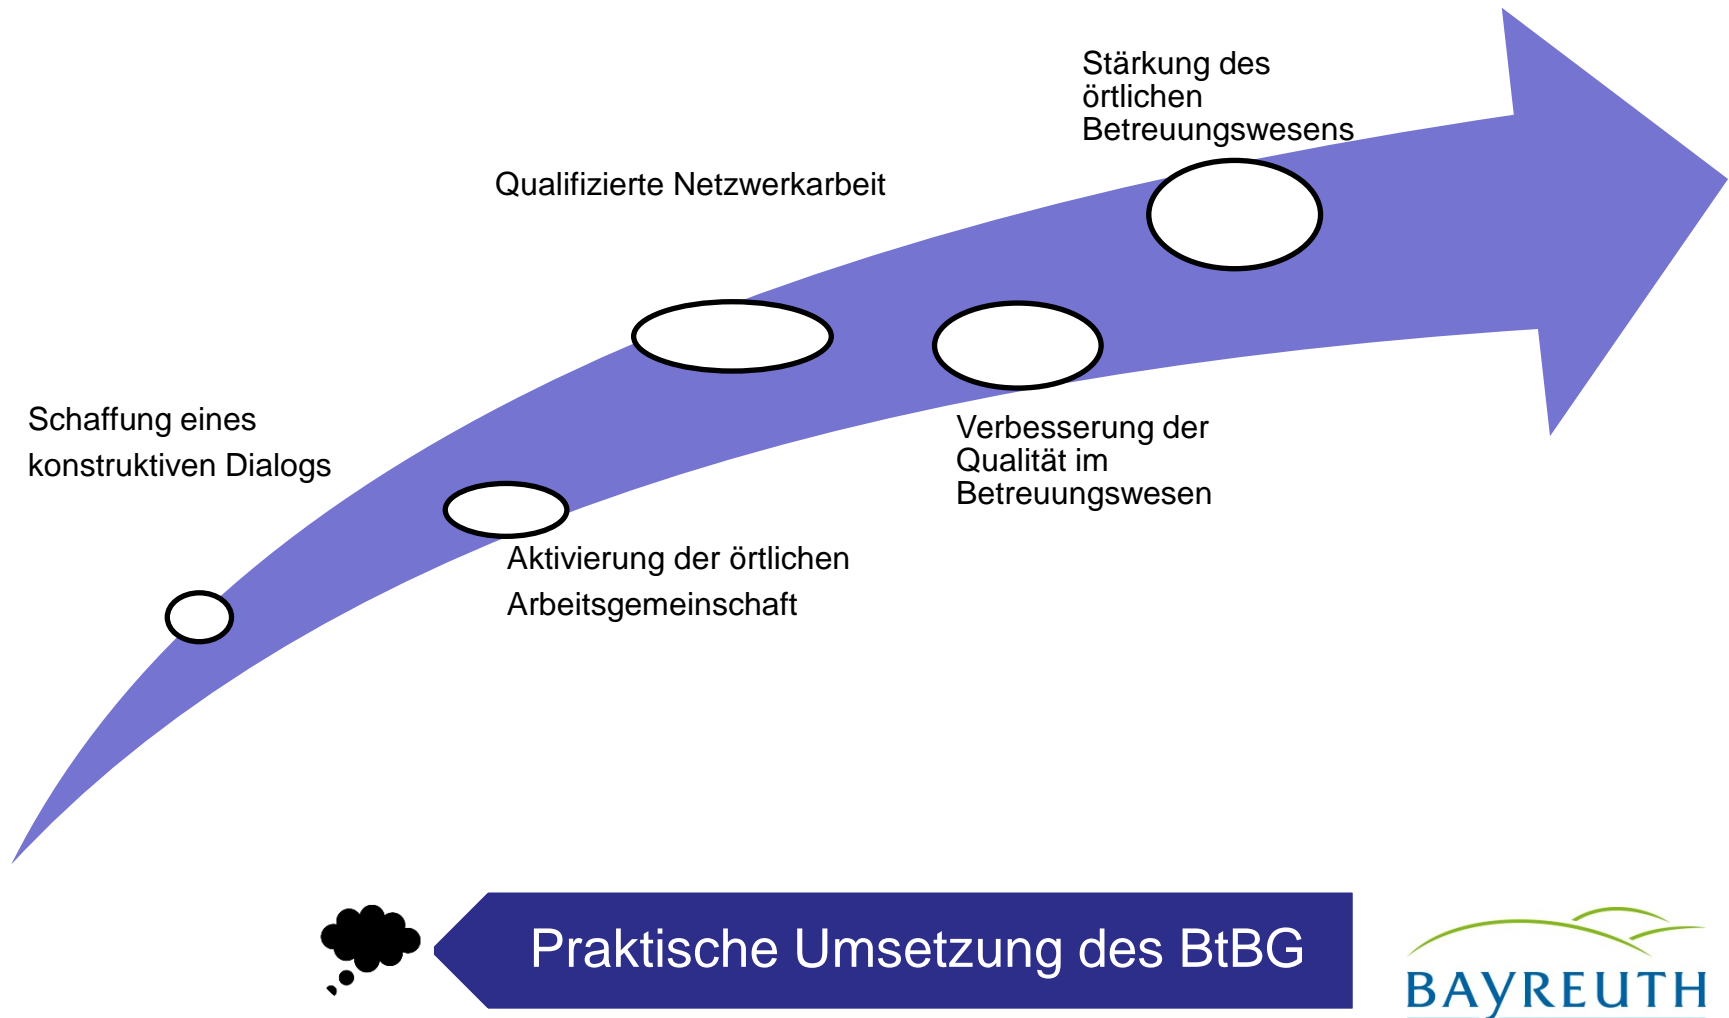 Stärkung des
örtlichen
Betreuungswesens
Qualifizierte Netzwerkarbeit
Schaffung eines
konstruktiven Dialogs
Verbesserung der
Qualität im
Betreuungswesen
Aktivierung der örtlichen
Arbeitsgemeinschaft
Praktische Umsetzung des BtBG
BAYREUTH